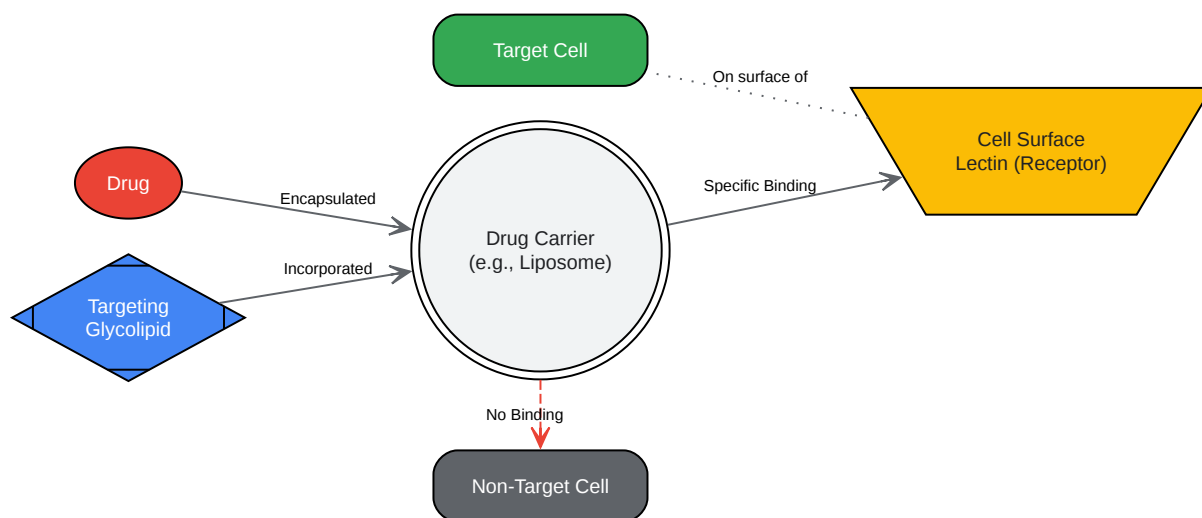 Target Cell
On surface of
Cell Surface
Lectin (Receptor)
Drug
Encapsulated
Specific Binding
Drug Carrier
(e.g., Liposome)
Incorporated
Targeting
Glycolipid
No Binding
Non-Target Cell